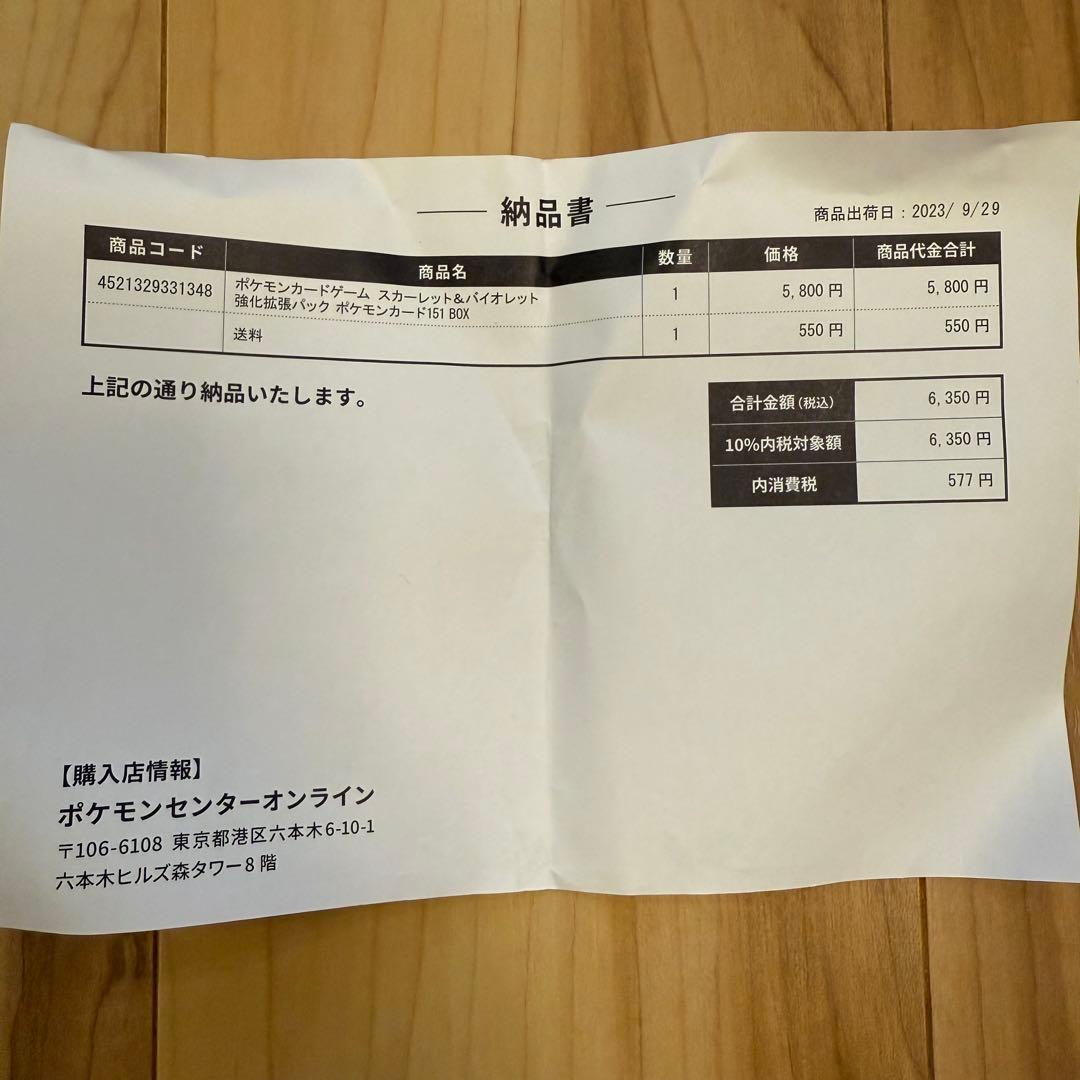 納品書
商品出荷日：2023/ 9/29
商品コード 商品名 数量 価格 商品代金合計
4521329331348 ポケモンカードゲーム スカーレット&バイオレット 1 5,800 円 5,800 円
強化拡張パック ポケモンカード151 BOX
送料 1 550 円 550 円
上記の通り納品いたします。
合計金額(税込) 6,350 円
10%内税対象額 6,350 円
内消費税 577 円
【購入店情報】
ポケモンセンターオンライン
〒106-6108 東京都港区六本木6-10-1
六本木ヒルズ森タワー8 階